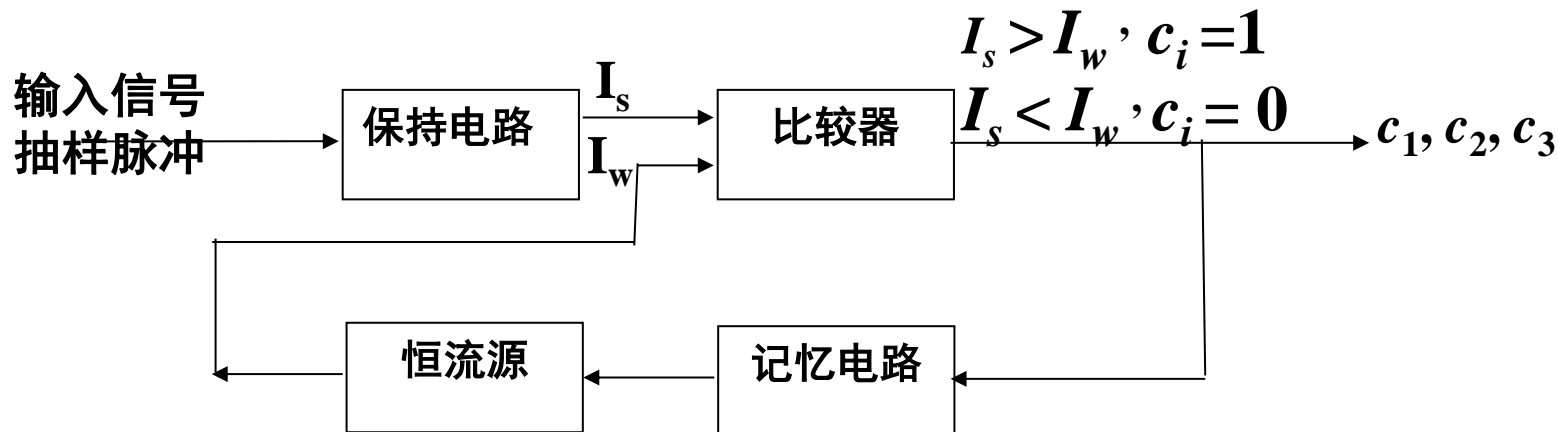 I_s > I_w , c_i = 1
输入信号
抽样脉冲
保持电路
I_s
I_w
比较器
I_s < I_w , c_i = 0
c_1, c_2, c_3
恒流源
记忆电路